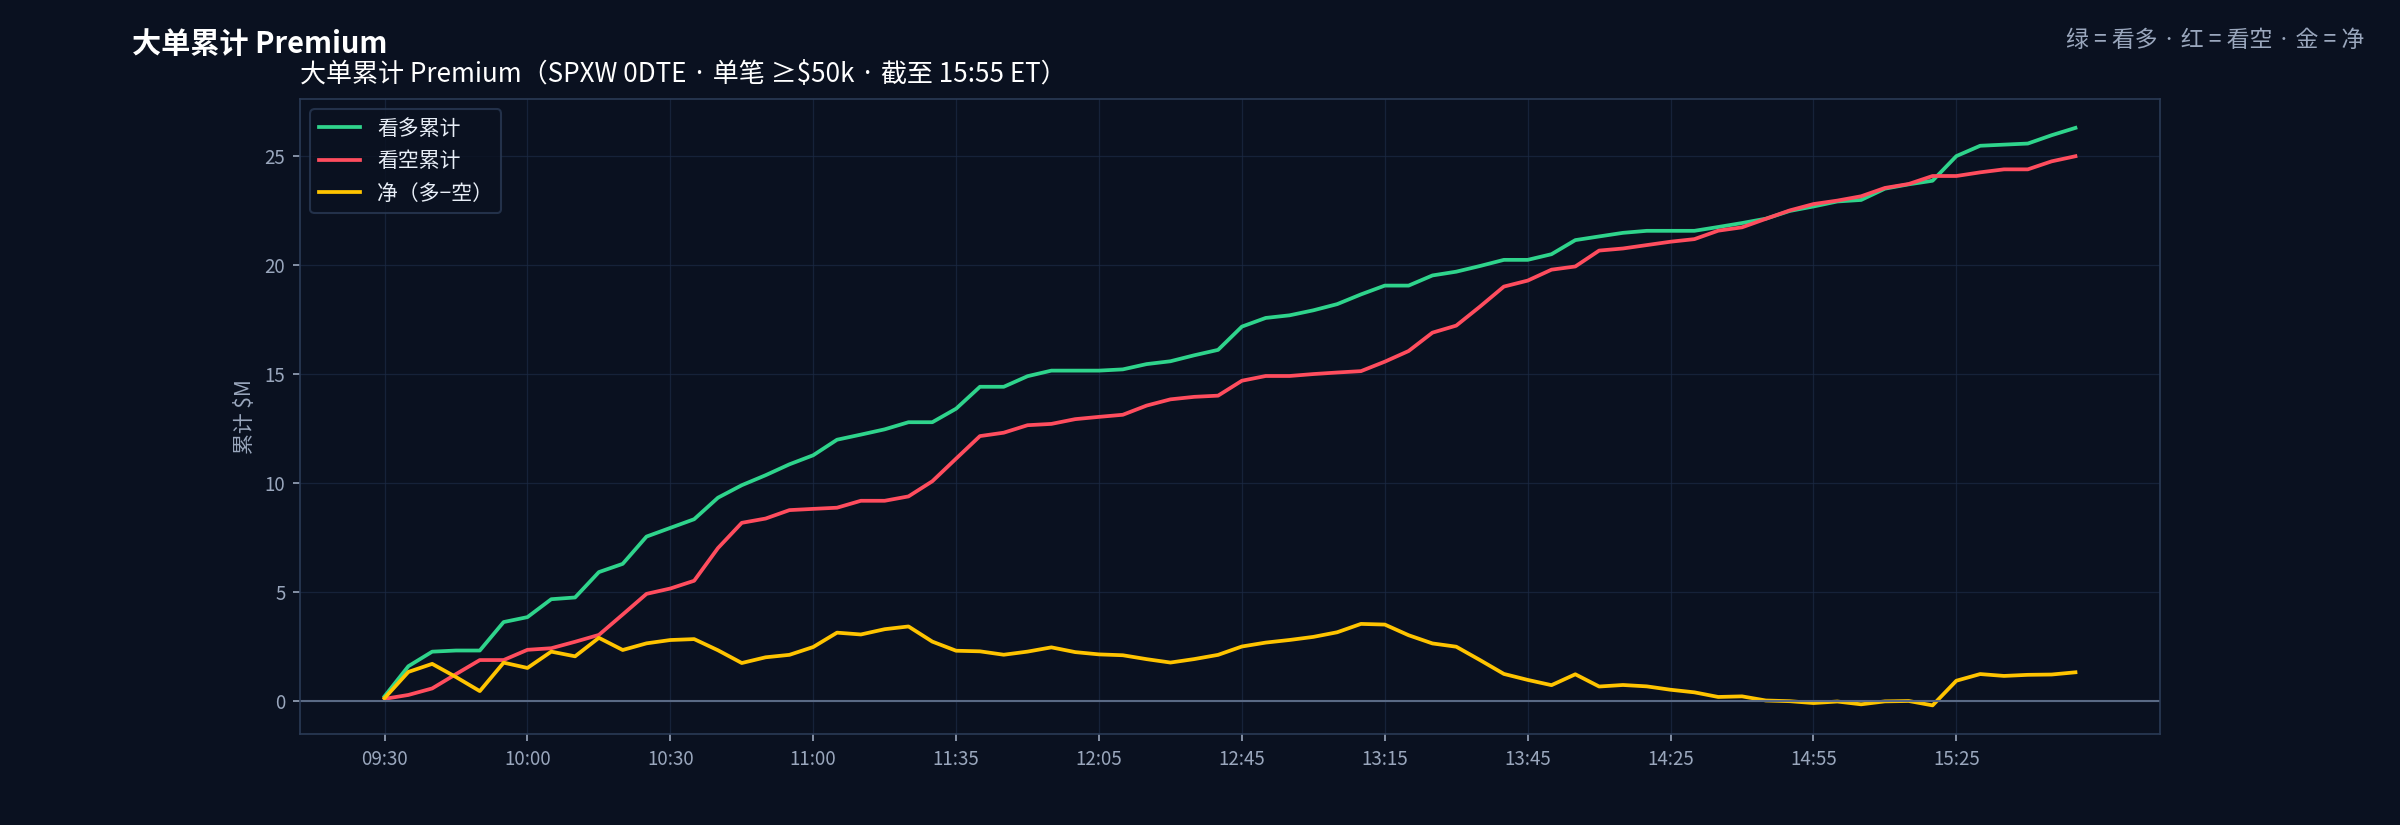 大单累计 Premium
绿 = 看多 · 红 = 看空 · 金 = 净
大单累计 Premium（SPXW 0DTE · 单笔 ≥$50k · 截至 15:55 ET）
看多累计
看空累计
净（多−空）
累计 $M
25
20
15
10
5
0
09:30 10:00 10:30 11:00 11:35 12:05 12:45 13:15 13:45 14:25 14:55 15:25